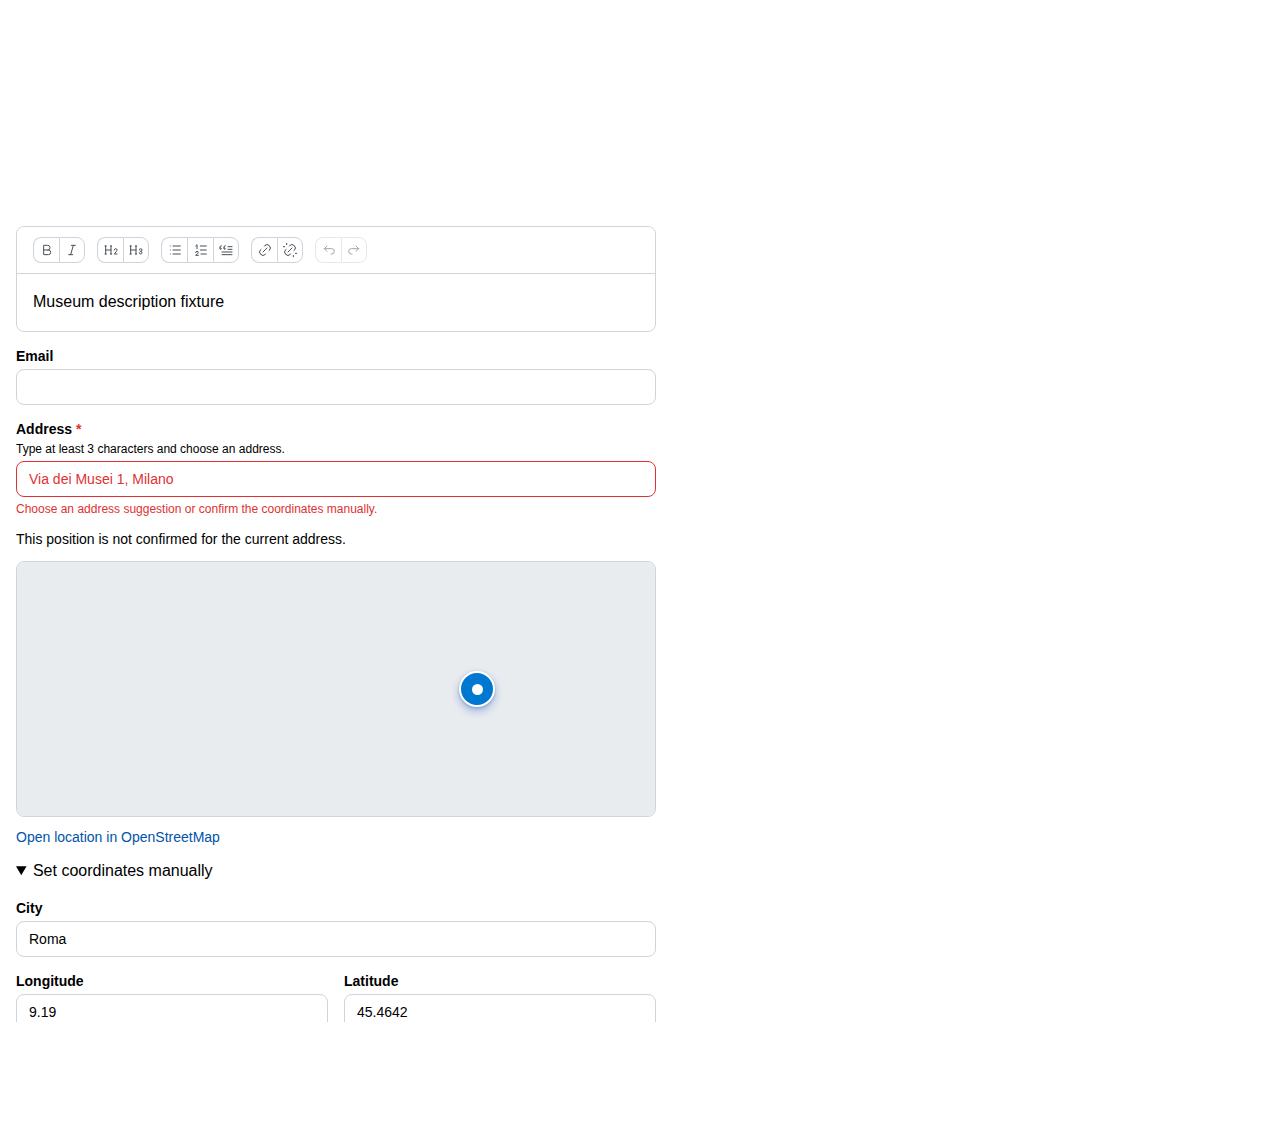 B I H2 H3
Museum description fixture
Email
Address *
Type at least 3 characters and choose an address.
Via dei Musei 1, Milano
Choose an address suggestion or confirm the coordinates manually.
This position is not confirmed for the current address.
Open location in OpenStreetMap
Set coordinates manually
City
Roma
Longitude Latitude
9.19 45.4642